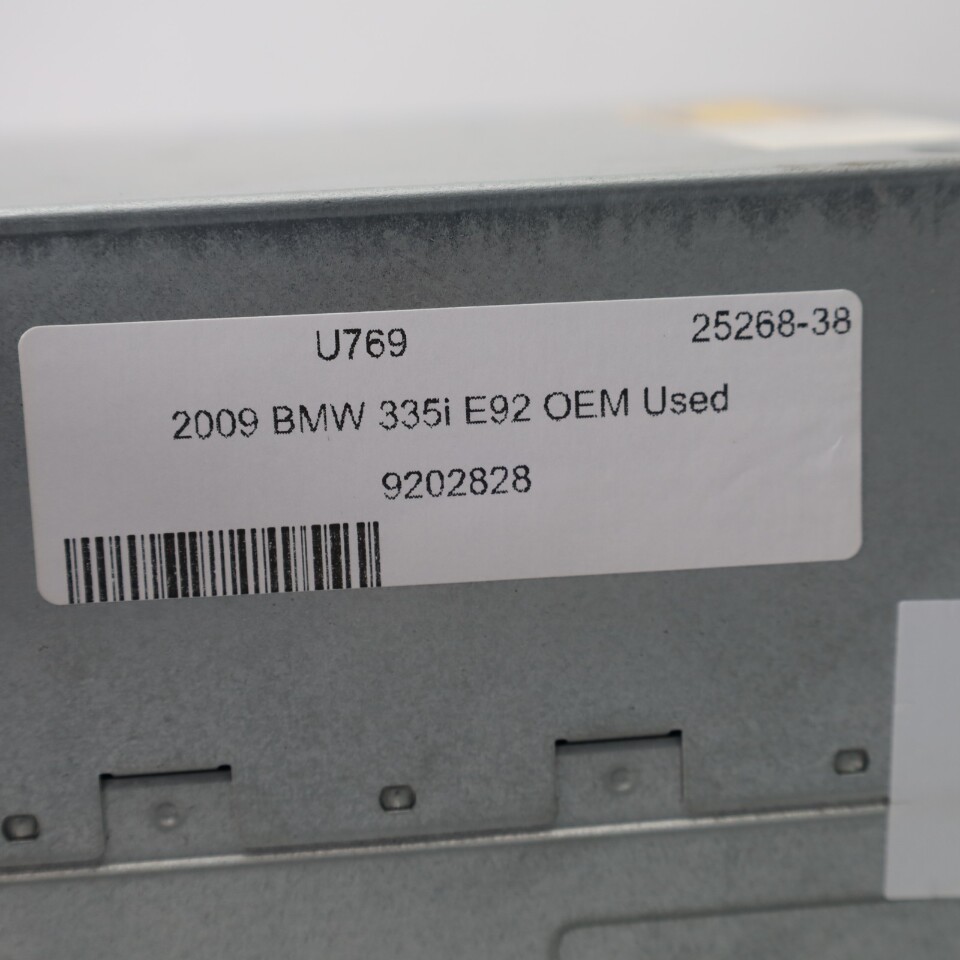 U769 25268-38
2009 BMW 335i E92 OEM Used
9202828